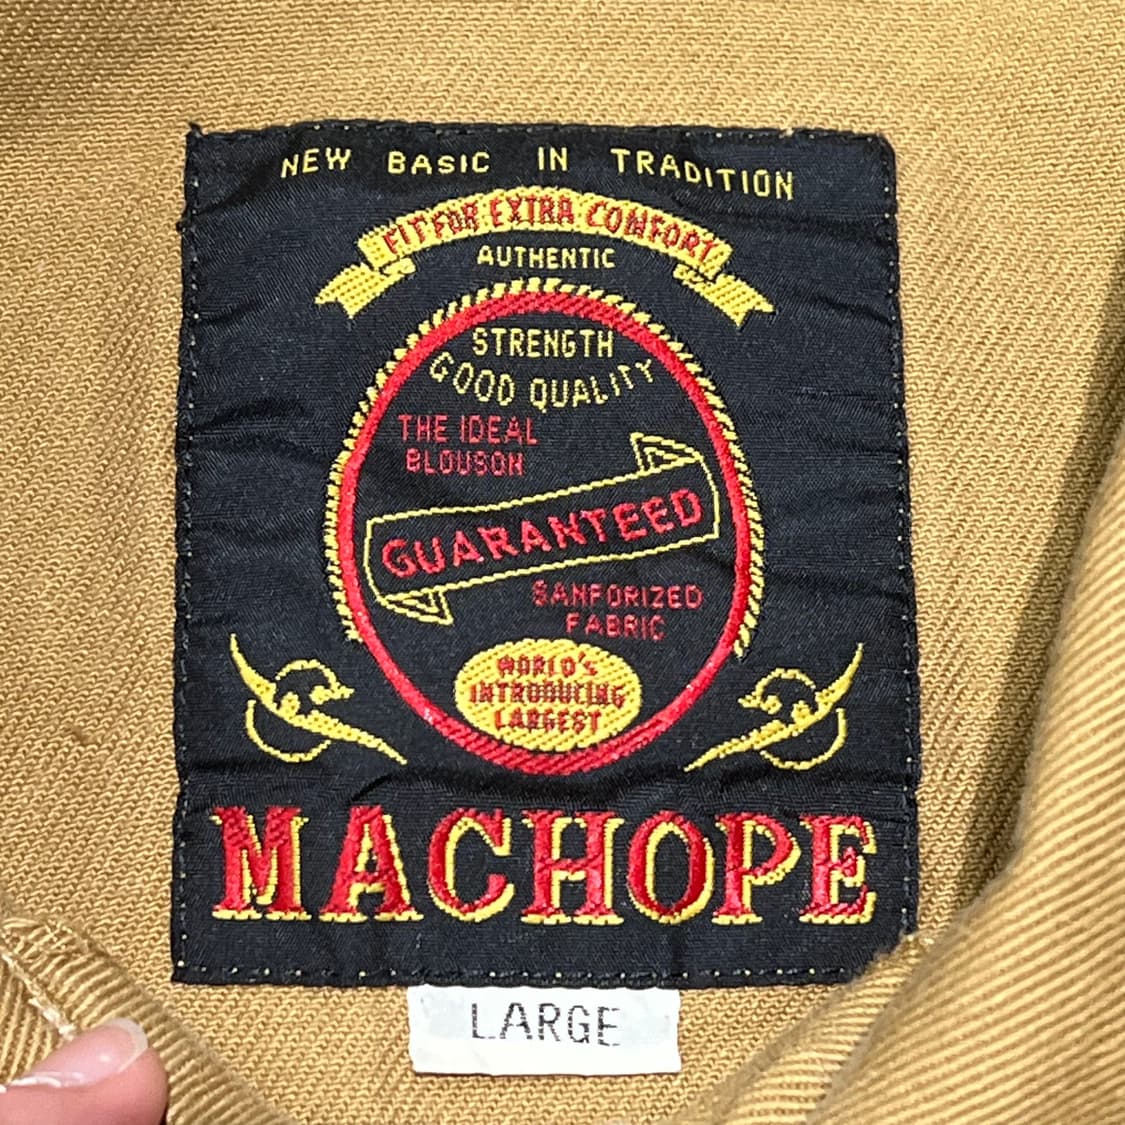 NEW BASIC IN TRADITION
FIT FOR EXTRA COMFORT
AUTHENTIC
STRENGTH
GOOD QUALITY
THE IDEAL
BLOUSON
GUARANTEED
SANFORIZED
FABRIC
WORLD'S
INTRODUCING
LARGEST
MACHOPE
LARGE